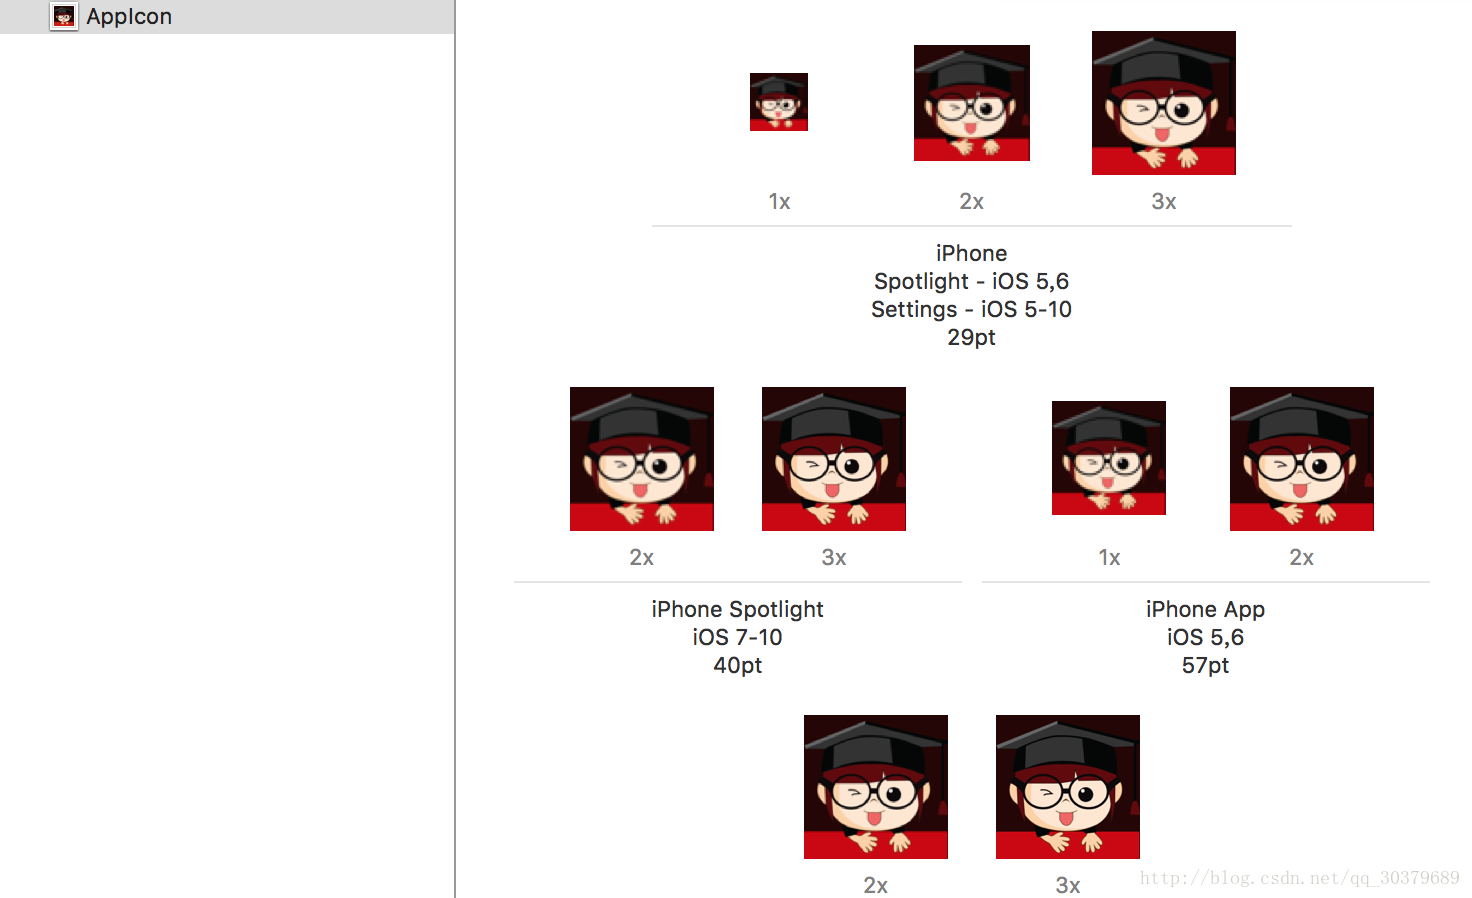 AppIcon
1x
2x
3x
iPhone
Spotlight - iOS 5,6
Settings - iOS 5-10
29pt
2x
3x
iPhone Spotlight
iOS 7-10
40pt
1x
2x
iPhone App
iOS 5,6
57pt
2x
3x
http://blog.csdn.net/qq_30379689